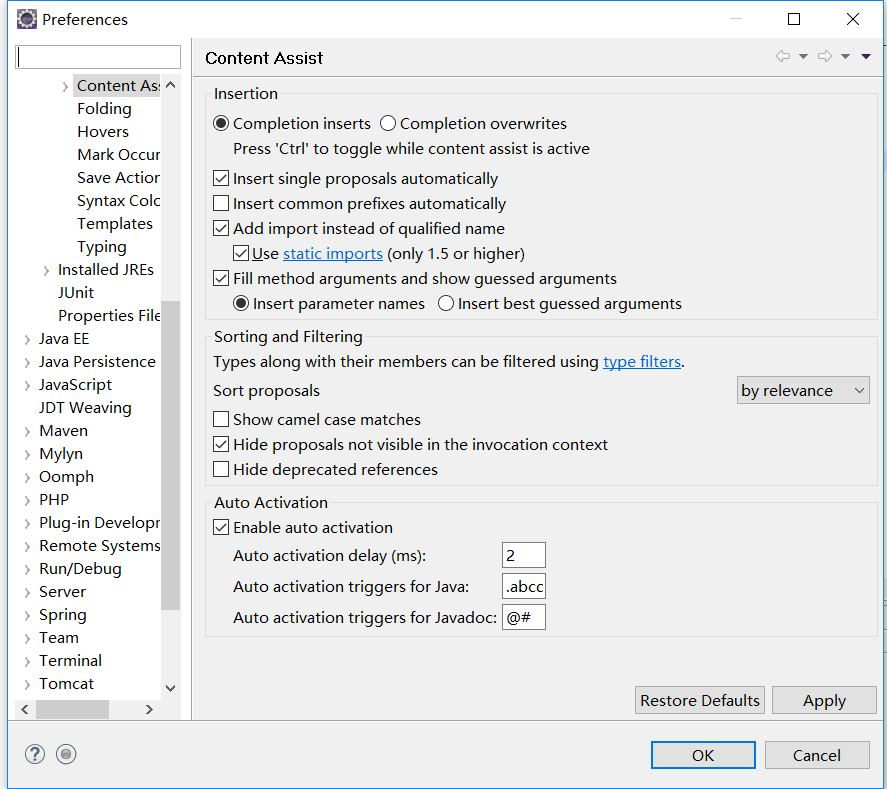 Preferences
Content Ass
Folding
Hovers
Mark Occur
Save Action
Syntax Colo
Templates
Typing
Installed JREs
JUnit
Properties File
Java EE
Java Persistence
JavaScript
JDT Weaving
Maven
Mylyn
Oomph
PHP
Plug-in Developr
Remote Systems
Run/Debug
Server
Spring
Team
Terminal
Tomcat
Content Assist
Insertion
Completion inserts Completion overwrites
Press 'Ctrl' to toggle while content assist is active
Insert single proposals automatically
Insert common prefixes automatically
Add import instead of qualified name
Use static imports (only 1.5 or higher)
Fill method arguments and show guessed arguments
Insert parameter names Insert best guessed arguments
Sorting and Filtering
Types along with their members can be filtered using type filters.
Sort proposals by relevance
Show camel case matches
Hide proposals not visible in the invocation context
Hide deprecated references
Auto Activation
Enable auto activation
Auto activation delay (ms): 2
Auto activation triggers for Java: .abcc
Auto activation triggers for Javadoc: @#
Restore Defaults Apply
? OK Cancel